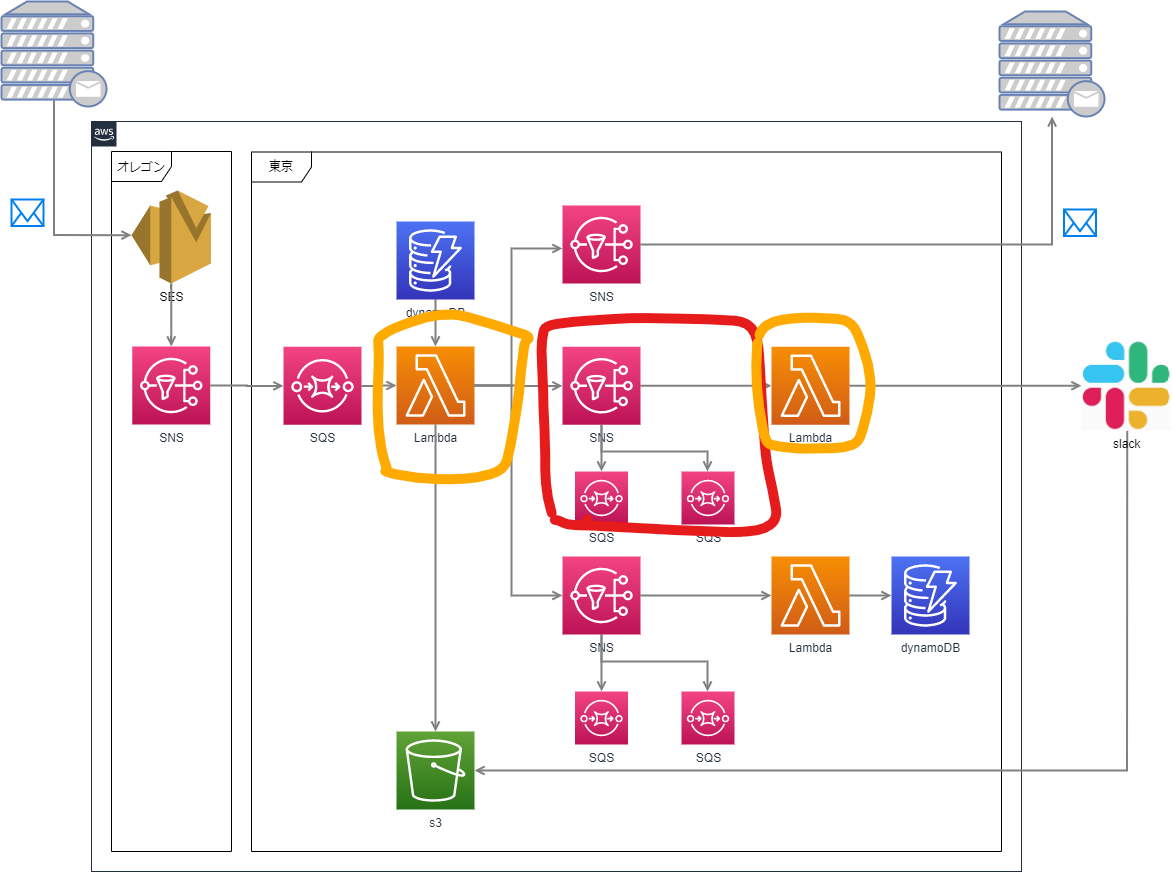 aws
オレゴン
東京
SES
dynamoDB
SNS
SNS
SQS
Lambda
SNS
Lambda
slack
SQS
SQS
SNS
Lambda
dynamoDB
SQS
SQS
s3